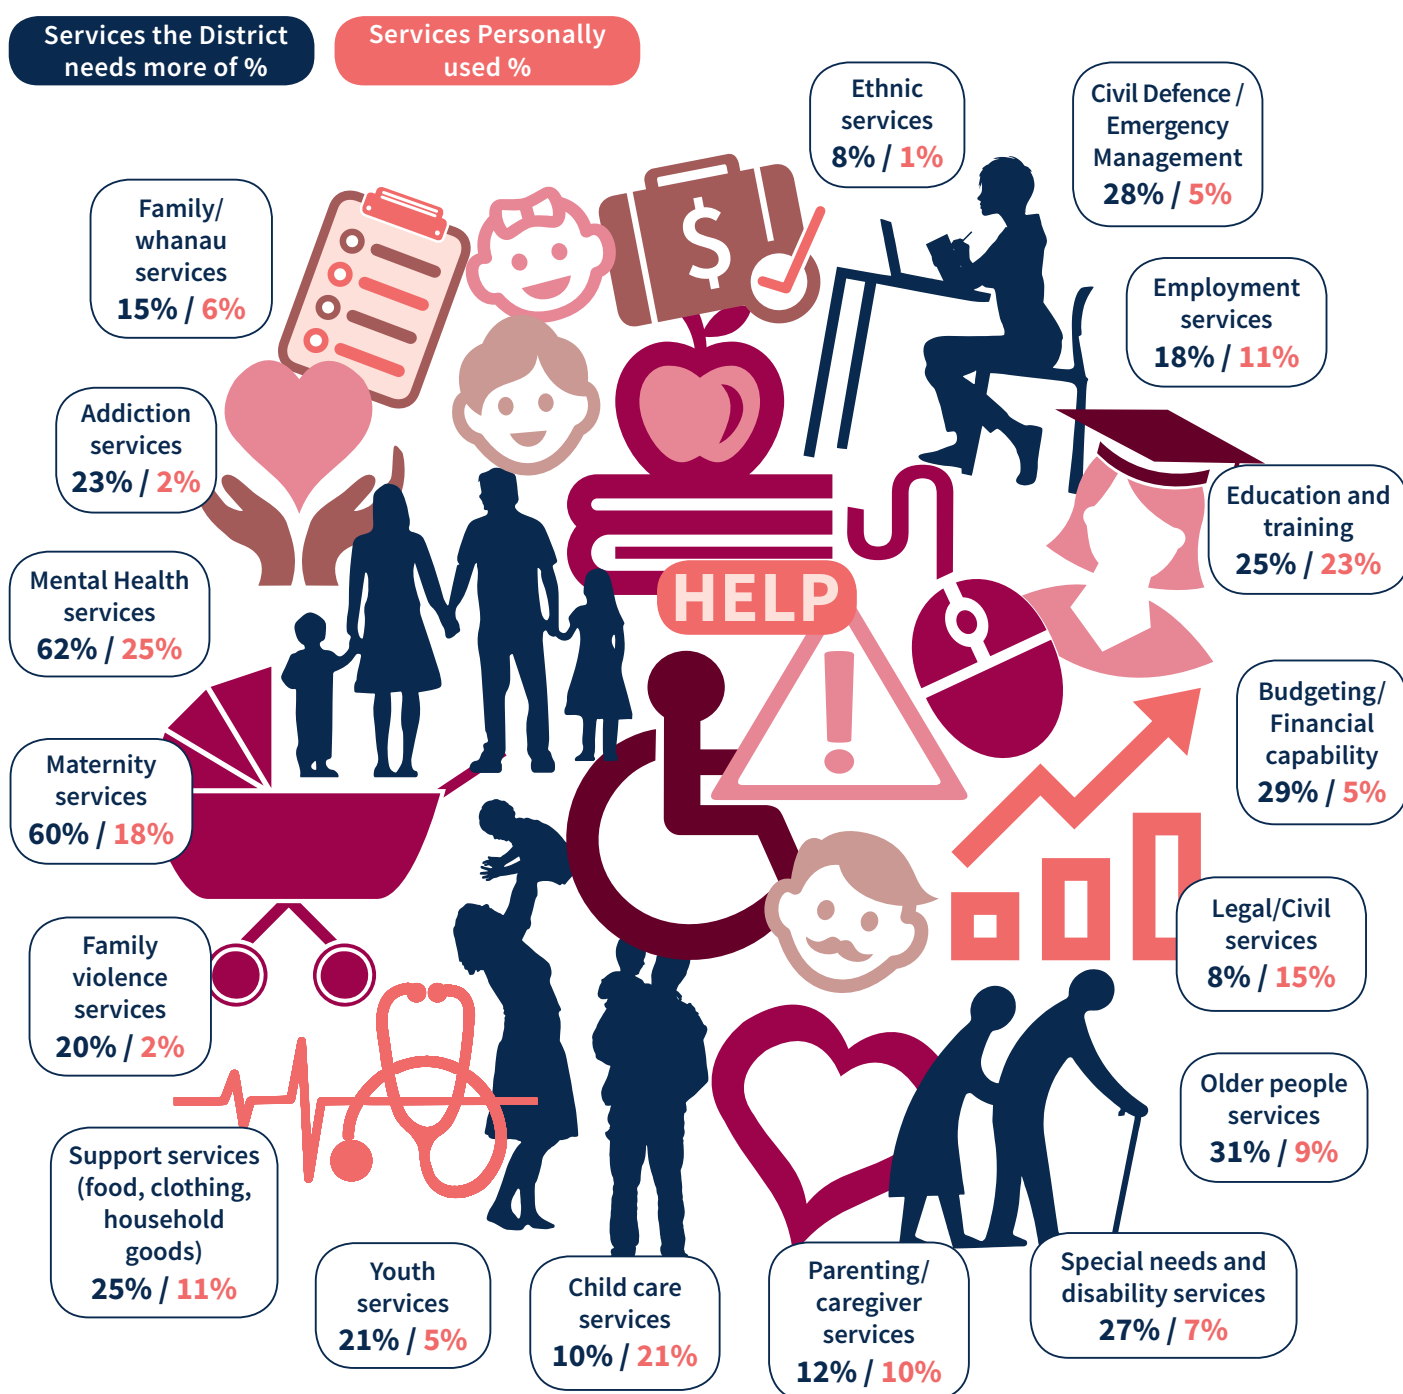 Services the District
needs more of %
Services Personally
used %
Ethnic
services
8% / 1%
Civil Defence /
Emergency
Management
28% / 5%
Family/
whanau
services
15% / 6%
Employment
services
18% / 11%
Addiction
services
23% / 2%
Education and
training
25% / 23%
Mental Health
services
62% / 25%
HELP
Budgeting/
Financial
capability
29% / 5%
Maternity
services
60% / 18%
Legal/Civil
services
8% / 15%
Family
violence
services
20% / 2%
Older people
services
31% / 9%
Support services
(food, clothing,
household
goods)
25% / 11%
Youth
services
21% / 5%
Child care
services
10% / 21%
Parenting/
caregiver
services
12% / 10%
Special needs and
disability services
27% / 7%
$